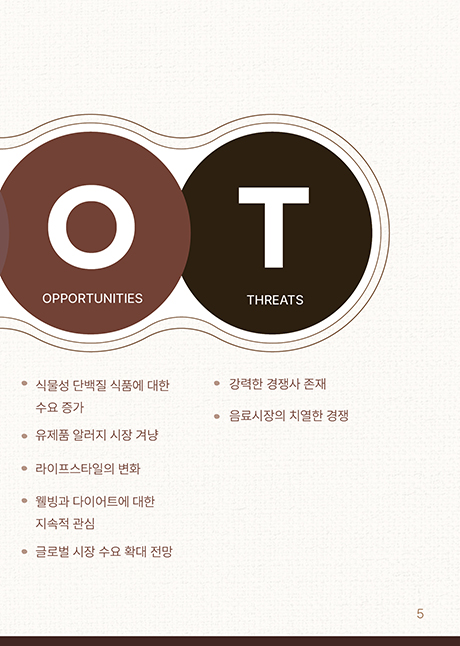 O
OPPORTUNITIES
T
THREATS
식물성 단백질 식품에 대한
수요 증가
유제품 알러지 시장 겨냥
라이프스타일의 변화
웰빙과 다이어트에 대한
지속적 관심
글로벌 시장 수요 확대 전망
강력한 경쟁사 존재
음료시장의 치열한 경쟁
5